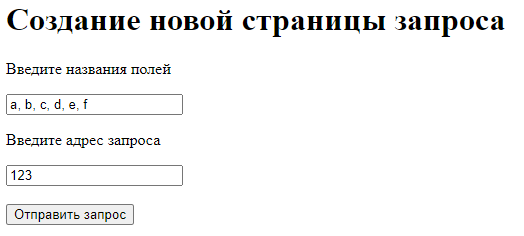 Создание новой страницы запроса
Введите названия полей
a, b, c, d, e, f
Введите адрес запроса
123
Отправить запрос